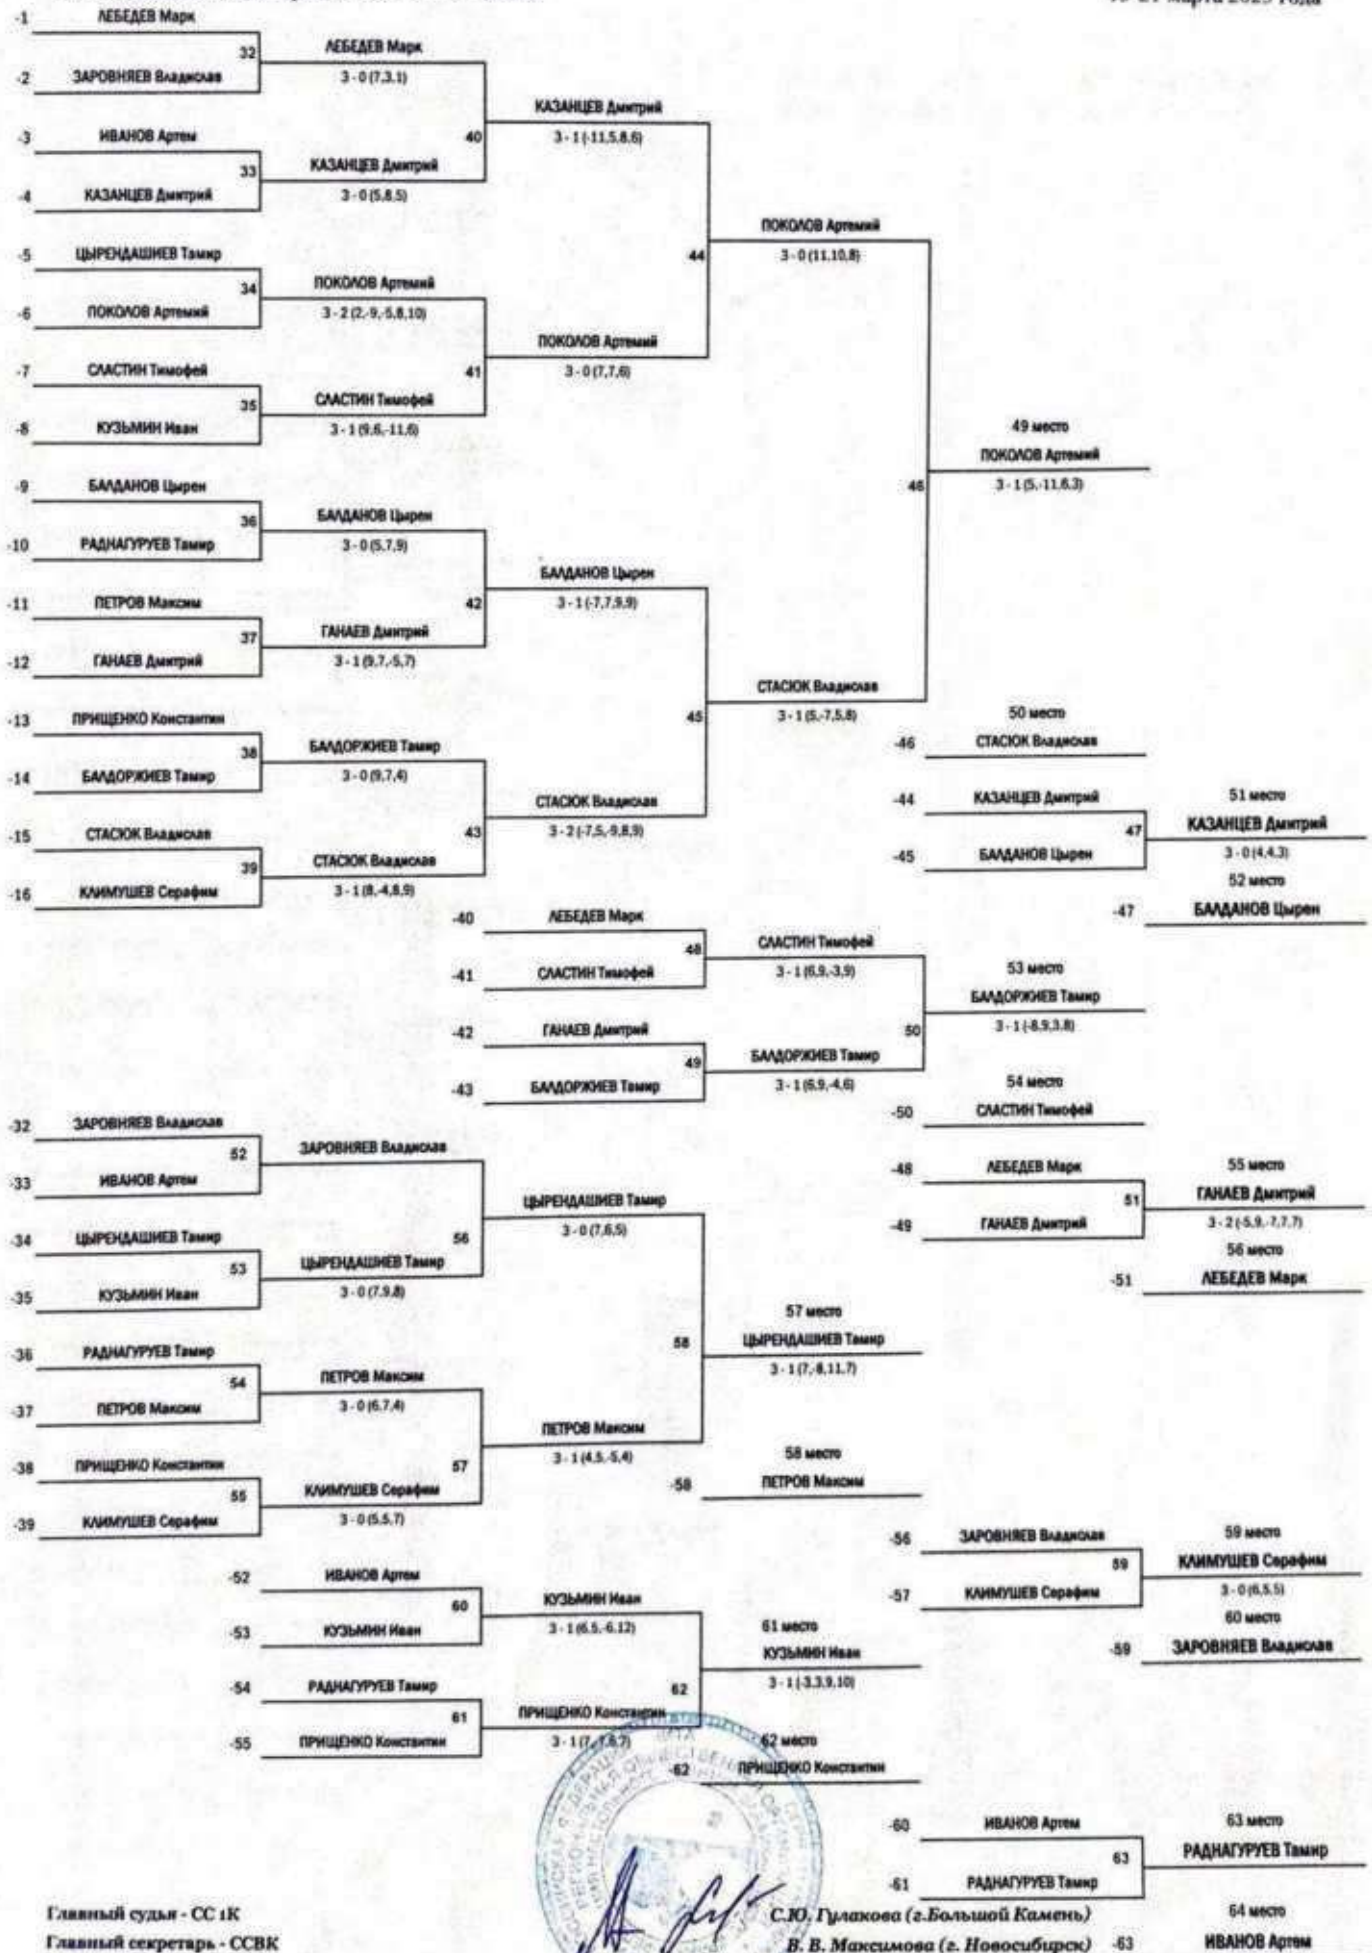 -1 ЛЕБЕДЕВ Марк
32 ЛЕБЕДЕВ Марк
-2 ЗАРОВНЯЕВ Владислав 3 - 0 (7,3,1)
КАЗАНЦЕВ Дмитрий
-3 ИВАНОВ Артем 40 3 - 1 (-11,5,8,6)
33 КАЗАНЦЕВ Дмитрий
-4 КАЗАНЦЕВ Дмитрий 3 - 0 (5,8,5)
ПОКОЛОВ Артемий
-5 ЦЫРЕНДАШИЕВ Тамир 44 3 - 0 (11,10,8)
34 ПОКОЛОВ Артемий
-6 ПОКОЛОВ Артемий 3 - 2 (2,-9,-5,8,10)
ПОКОЛОВ Артемий
-7 СЛАСТИН Тимофей 41 3 - 0 (7,7,6)
35 СЛАСТИН Тимофей
-8 КУЗЬМИН Иван 3 - 1 (9,6,-11,6)
49 место
ПОКОЛОВ Артемий
-9 БАЛДАНОВ Цырен 46 3 - 1 (5,-11,6,3)
36 БАЛДАНОВ Цырен
-10 РАДНАГУРУЕВ Тамир 3 - 0 (5,7,9)
БАЛДАНОВ Цырен
-11 ПЕТРОВ Максим 42 3 - 1 (-7,7,9,9)
37 ГАНАЕВ Дмитрий
-12 ГАНАЕВ Дмитрий 3 - 1 (9,7,-5,7)
СТАСЮК Владислав
-13 ПРИЩЕНКО Константин 45 3 - 1 (5,-7,5,8)
50 место
38 БАЛДОРЖИЕВ Тамир -46 СТАСЮК Владислав
-14 БАЛДОРЖИЕВ Тамир 3 - 0 (9,7,4)
СТАСЮК Владислав -44 КАЗАНЦЕВ Дмитрий 51 место
-15 СТАСЮК Владислав 43 3 - 2 (-7,5,-9,8,9) 47 КАЗАНЦЕВ Дмитрий
39 СТАСЮК Владислав -45 БАЛДАНОВ Цырен 3 - 0 (4,4,3)
-16 КЛИМУШЕВ Серафим 3 - 1 (8,-4,8,9) 52 место
-40 ЛЕБЕДЕВ Марк -47 БАЛДАНОВ Цырен
48 СЛАСТИН Тимофей
-41 СЛАСТИН Тимофей 3 - 1 (6,9,-3,9) 53 место
БАЛДОРЖИЕВ Тамир
-42 ГАНАЕВ Дмитрий 50 3 - 1 (-8,9,3,8)
49 БАЛДОРЖИЕВ Тамир
-43 БАЛДОРЖИЕВ Тамир 3 - 1 (6,9,-4,6) 54 место
-50 СЛАСТИН Тимофей
-32 ЗАРОВНЯЕВ Владислав
52 ЗАРОВНЯЕВ Владислав
-33 ИВАНОВ Артем -48 ЛЕБЕДЕВ Марк 55 место
ЦЫРЕНДАШИЕВ Тамир 51 ГАНАЕВ Дмитрий
-34 ЦЫРЕНДАШИЕВ Тамир 56 3 - 0 (7,6,5) -49 ГАНАЕВ Дмитрий 3 - 2 (-5,9,-7,7,7)
53 ЦЫРЕНДАШИЕВ Тамир 56 место
-35 КУЗЬМИН Иван 3 - 0 (7,9,8) -51 ЛЕБЕДЕВ Марк
57 место
-36 РАДНАГУРУЕВ Тамир 58 ЦЫРЕНДАШИЕВ Тамир
54 ПЕТРОВ Максим 3 - 1 (7,-8,11,7)
-37 ПЕТРОВ Максим 3 - 0 (6,7,4)
ПЕТРОВ Максим
-38 ПРИЩЕНКО Константин 57 3 - 1 (4,5,-5,4) 58 место
55 КЛИМУШЕВ Серафим -58 ПЕТРОВ Максим
-39 КЛИМУШЕВ Серафим 3 - 0 (5,5,7)
-56 ЗАРОВНЯЕВ Владислав 59 место
59 КЛИМУШЕВ Серафим
-52 ИВАНОВ Артем -57 КЛИМУШЕВ Серафим 3 - 0 (6,5,5)
60 КУЗЬМИН Иван 60 место
-53 КУЗЬМИН Иван 3 - 1 (6,5,-6,12) 61 место -59 ЗАРОВНЯЕВ Владислав
КУЗЬМИН Иван
-54 РАДНАГУРУЕВ Тамир 62 3 - 1 (-3,3,9,10)
61 ПРИЩЕНКО Константин
-55 ПРИЩЕНКО Константин 3 - 1 62 место
-62 ПРИЩЕНКО Константин
-60 ИВАНОВ Артем 63 место
63 РАДНАГУРУЕВ Тамир
-61 РАДНАГУРУЕВ Тамир
Главный судья - СС 1К С.Ю. Гулакова (г.Большой Камень) 64 место
Главный секретарь - ССВК В. В. Максимова (г. Новосибирск) -63 ИВАНОВ Артем